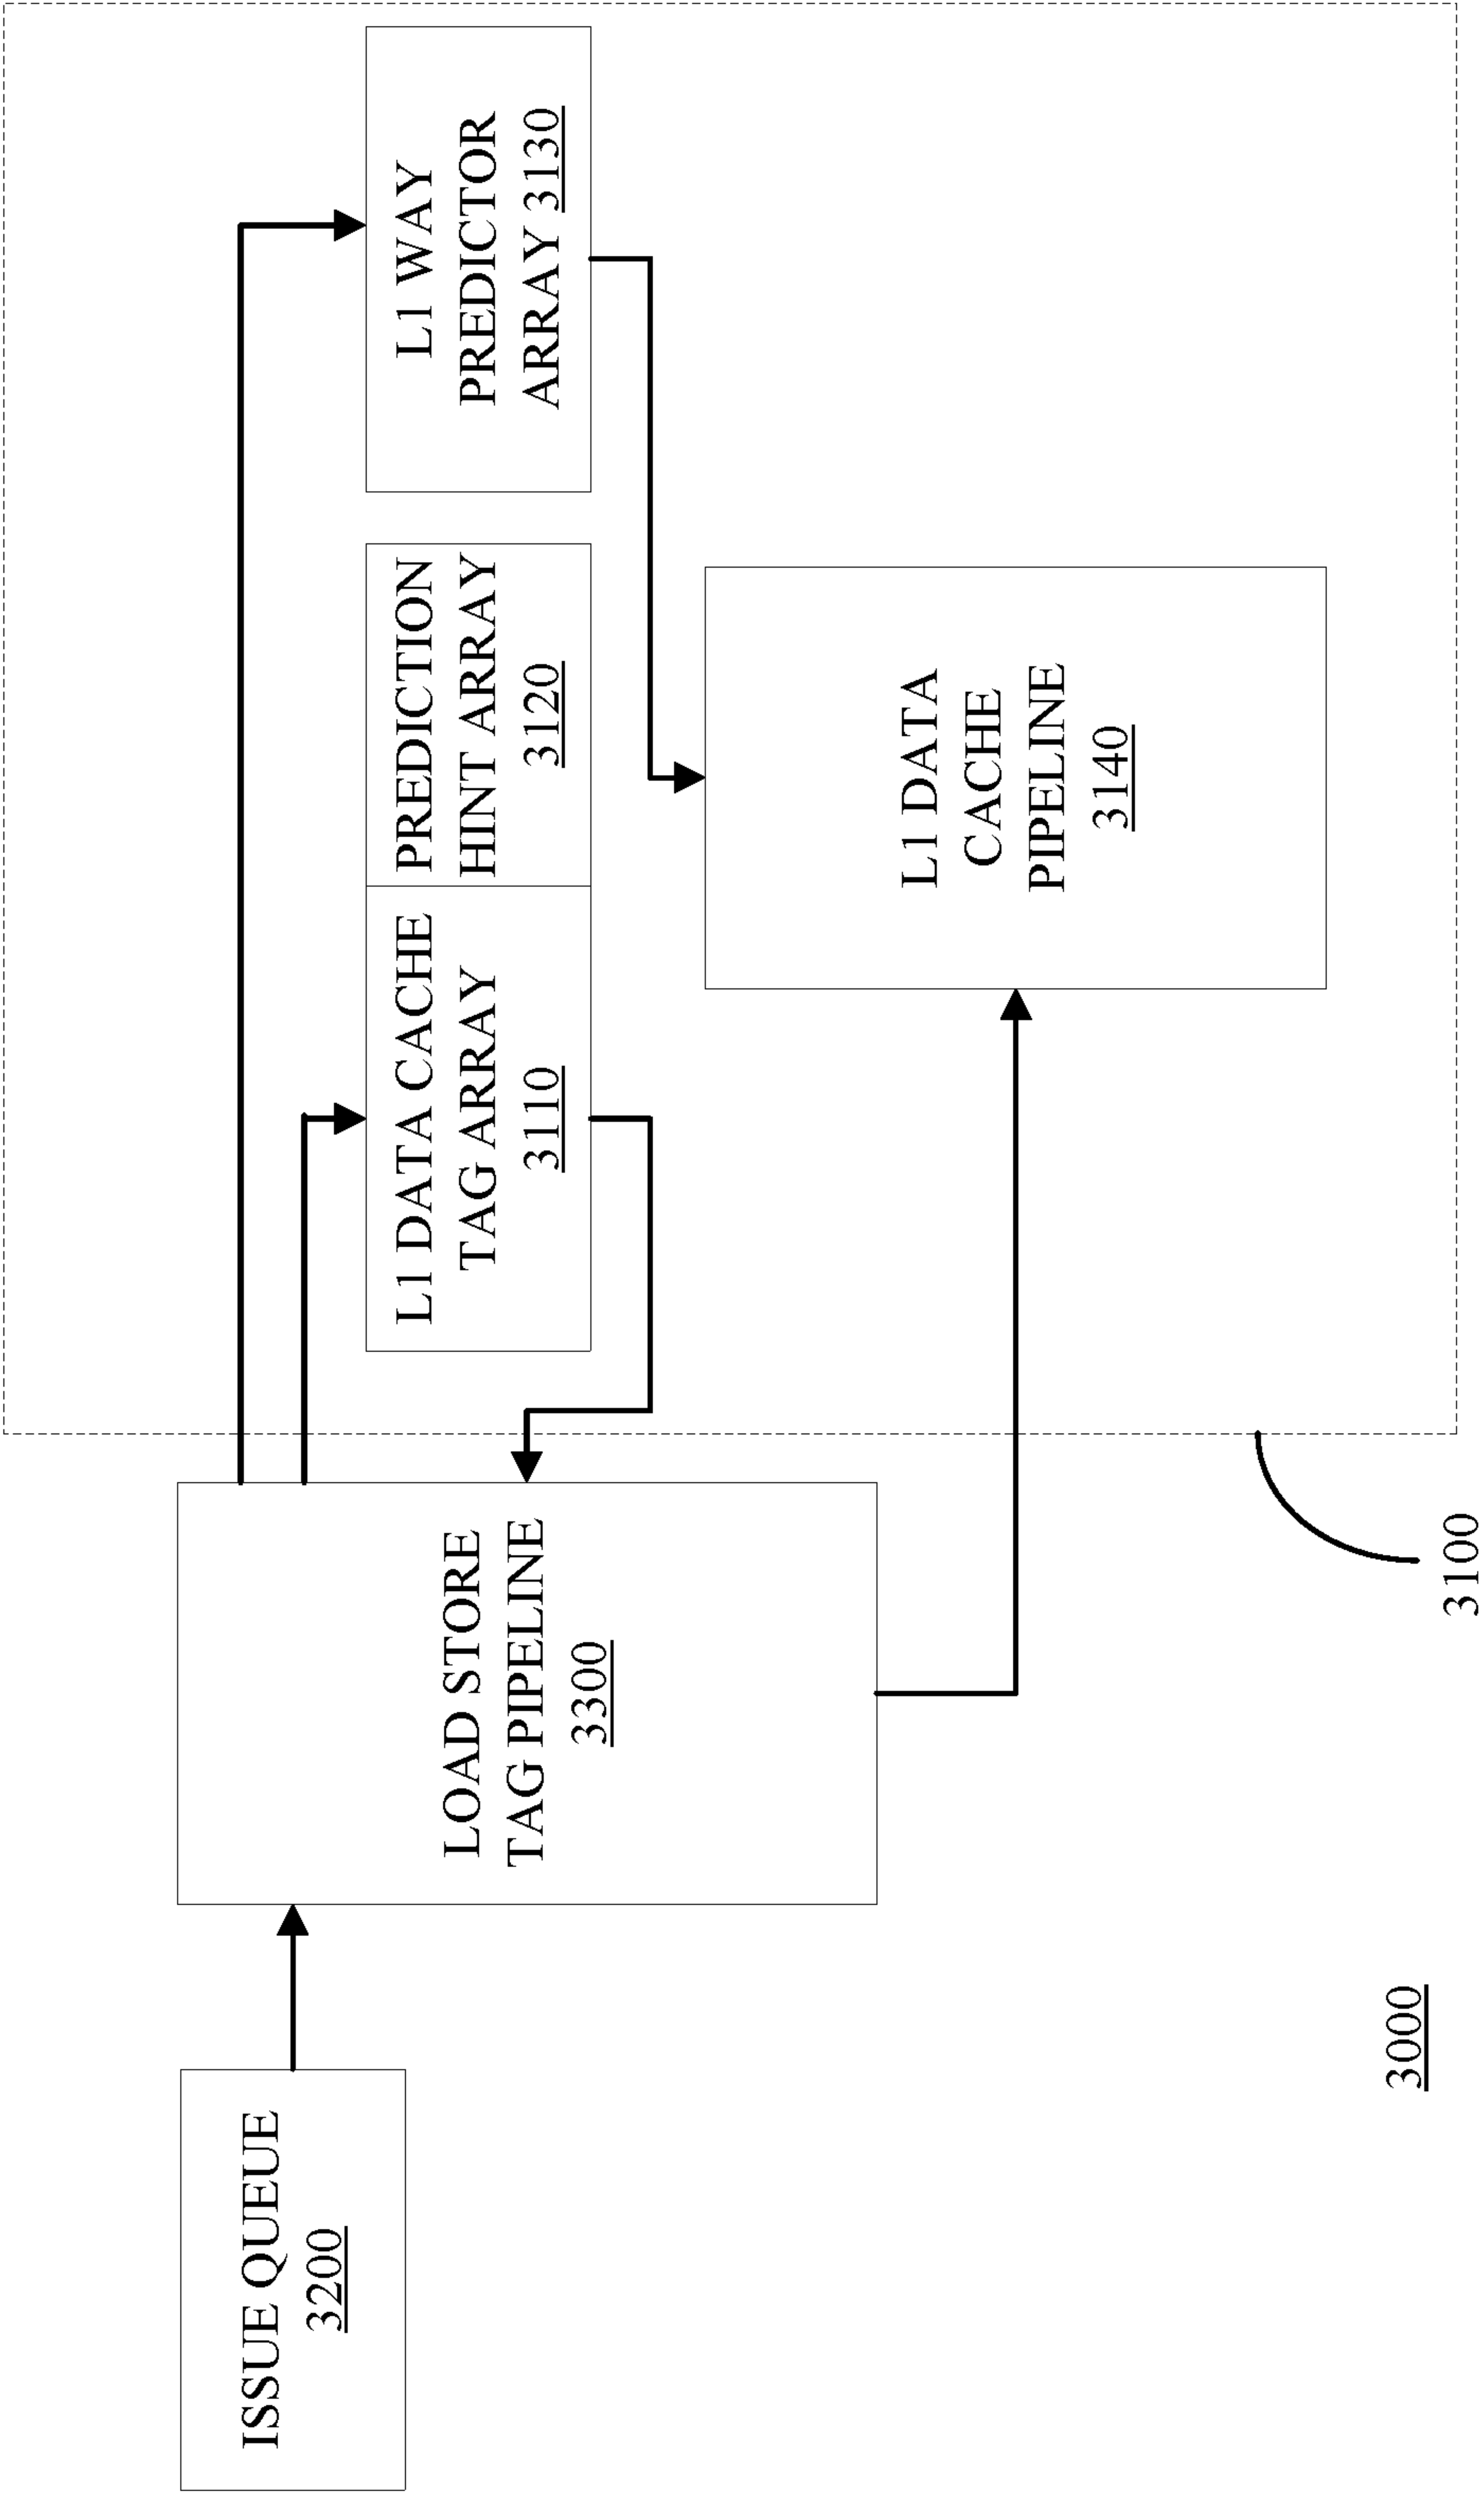 ISSUE QUEUE
3200
LOAD STORE
TAG PIPELINE
3300
L1 DATA CACHE
TAG ARRAY
3110
PREDICTION
HINT ARRAY
3120
L1 WAY
PREDICTOR
ARRAY 3130
L1 DATA
CACHE
PIPELINE
3140
3100
3000